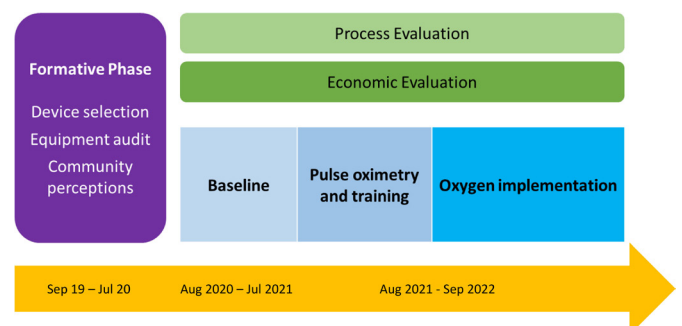 Formative Phase
Device selection
Equipment audit
Community
perceptions
Process Evaluation
Economic Evaluation
Baseline
Pulse oximetry
and training
Oxygen implementation
Sep 19 – Jul 20
Aug 2020 – Jul 2021
Aug 2021 - Sep 2022